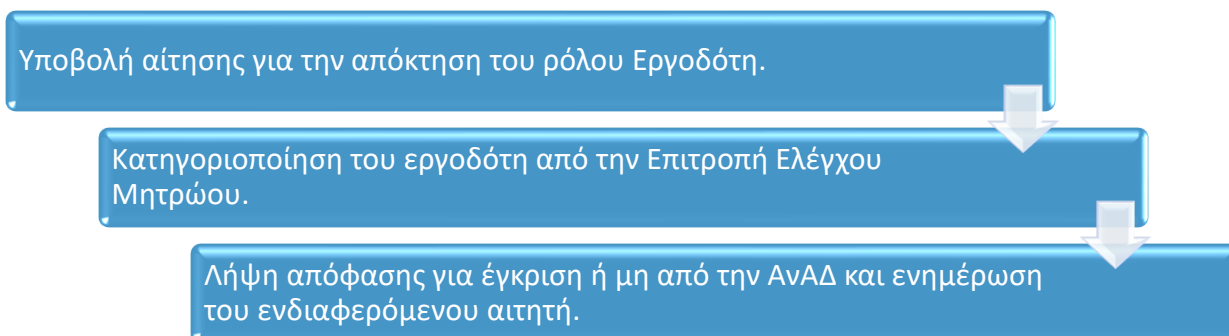 Υποβολή αίτησης για την απόκτηση του ρόλου Εργοδότη.
Κατηγοριοποίηση του εργοδότη από την Επιτροπή Ελέγχου
Μητρώου.
Λήψη απόφασης για έγκριση ή μη από την ΑνΑΔ και ενημέρωση
του ενδιαφερόμενου αιτητή.